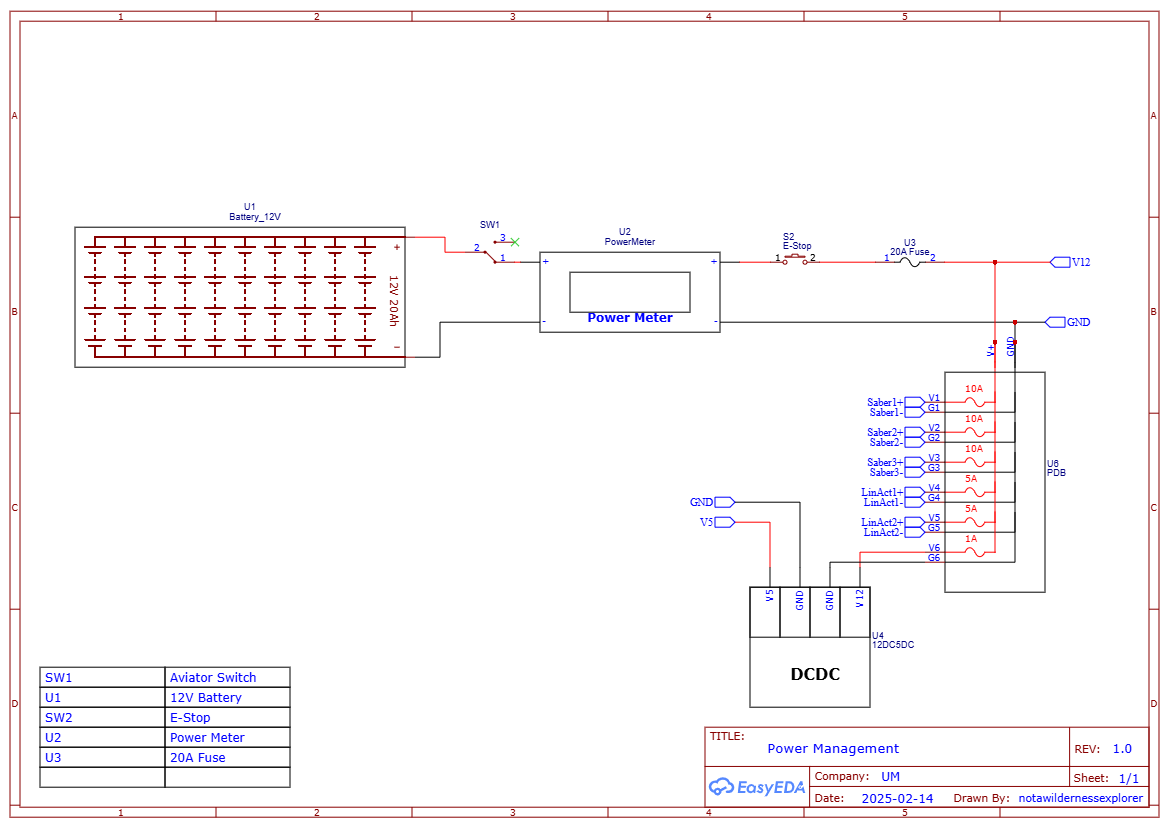 1 2 3 4 5
A A
U1
Battery_12V
+
12V 20Ah
−
SW1
3
2
1
U2
PowerMeter
+ +
Power Meter
- -
S2
E-Stop
1 2
U3
20A Fuse
1 2
V12
B B
GND
V+
GND
10A
Saber1+ V1
Saber1- G1
10A
Saber2+ V2
Saber2- G2
10A
Saber3+ V3
Saber3- G3
U6
PDB
5A
LinAct1+ V4
LinAct1- G4
5A
LinAct2+ V5
LinAct2- G5
1A
V6
G6
C C
GND
V5
V5 GND GND V12
U4
12DC5DC
DCDC
SW1 Aviator Switch
U1 12V Battery
SW2 E-Stop
U2 Power Meter
U3 20A Fuse
D D
TITLE:
Power Management
REV: 1.0
EasyEDA
Company: UM
Sheet: 1/1
Date: 2025-02-14 Drawn By: notawildernessexplorer
1 2 3 4 5